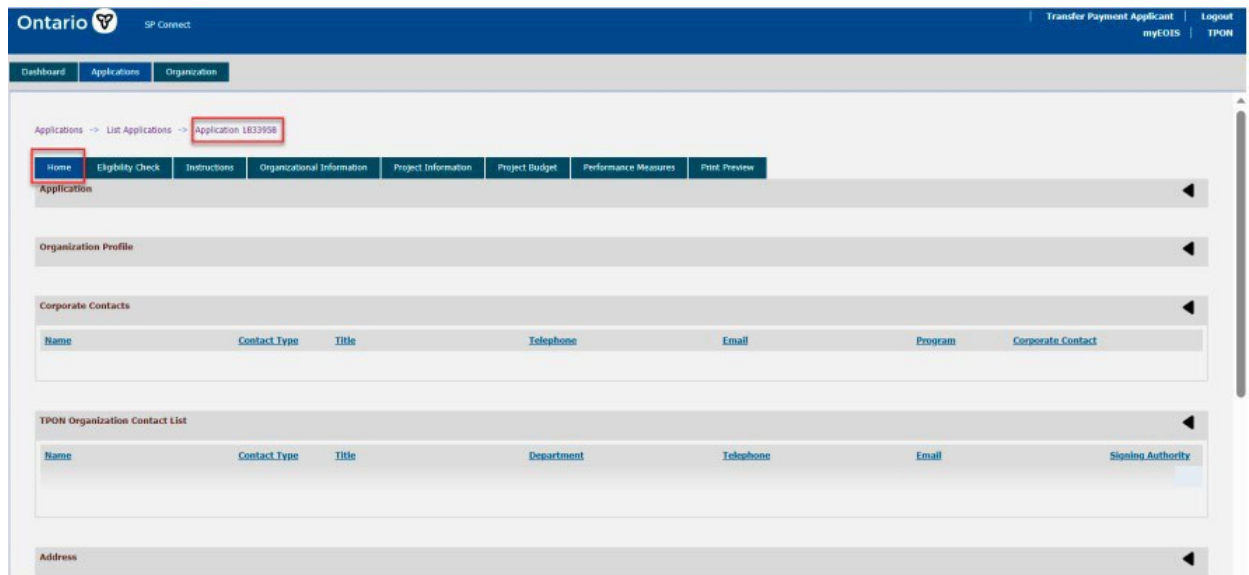 Ontario SP Connect Transfer Payment Applicant | Logout
myEOIS | TPON
Dashboard Applications Organization
Applications -> List Applications -> Application 1833958
Home Eligibility Check Instructions Organizational Information Project Information Project Budget Performance Measures Print Preview
Application
Organization Profile
Corporate Contacts
Name Contact Type Title Telephone Email Program Corporate Contact
TPON Organization Contact List
Name Contact Type Title Department Telephone Email Signing Authority
Address